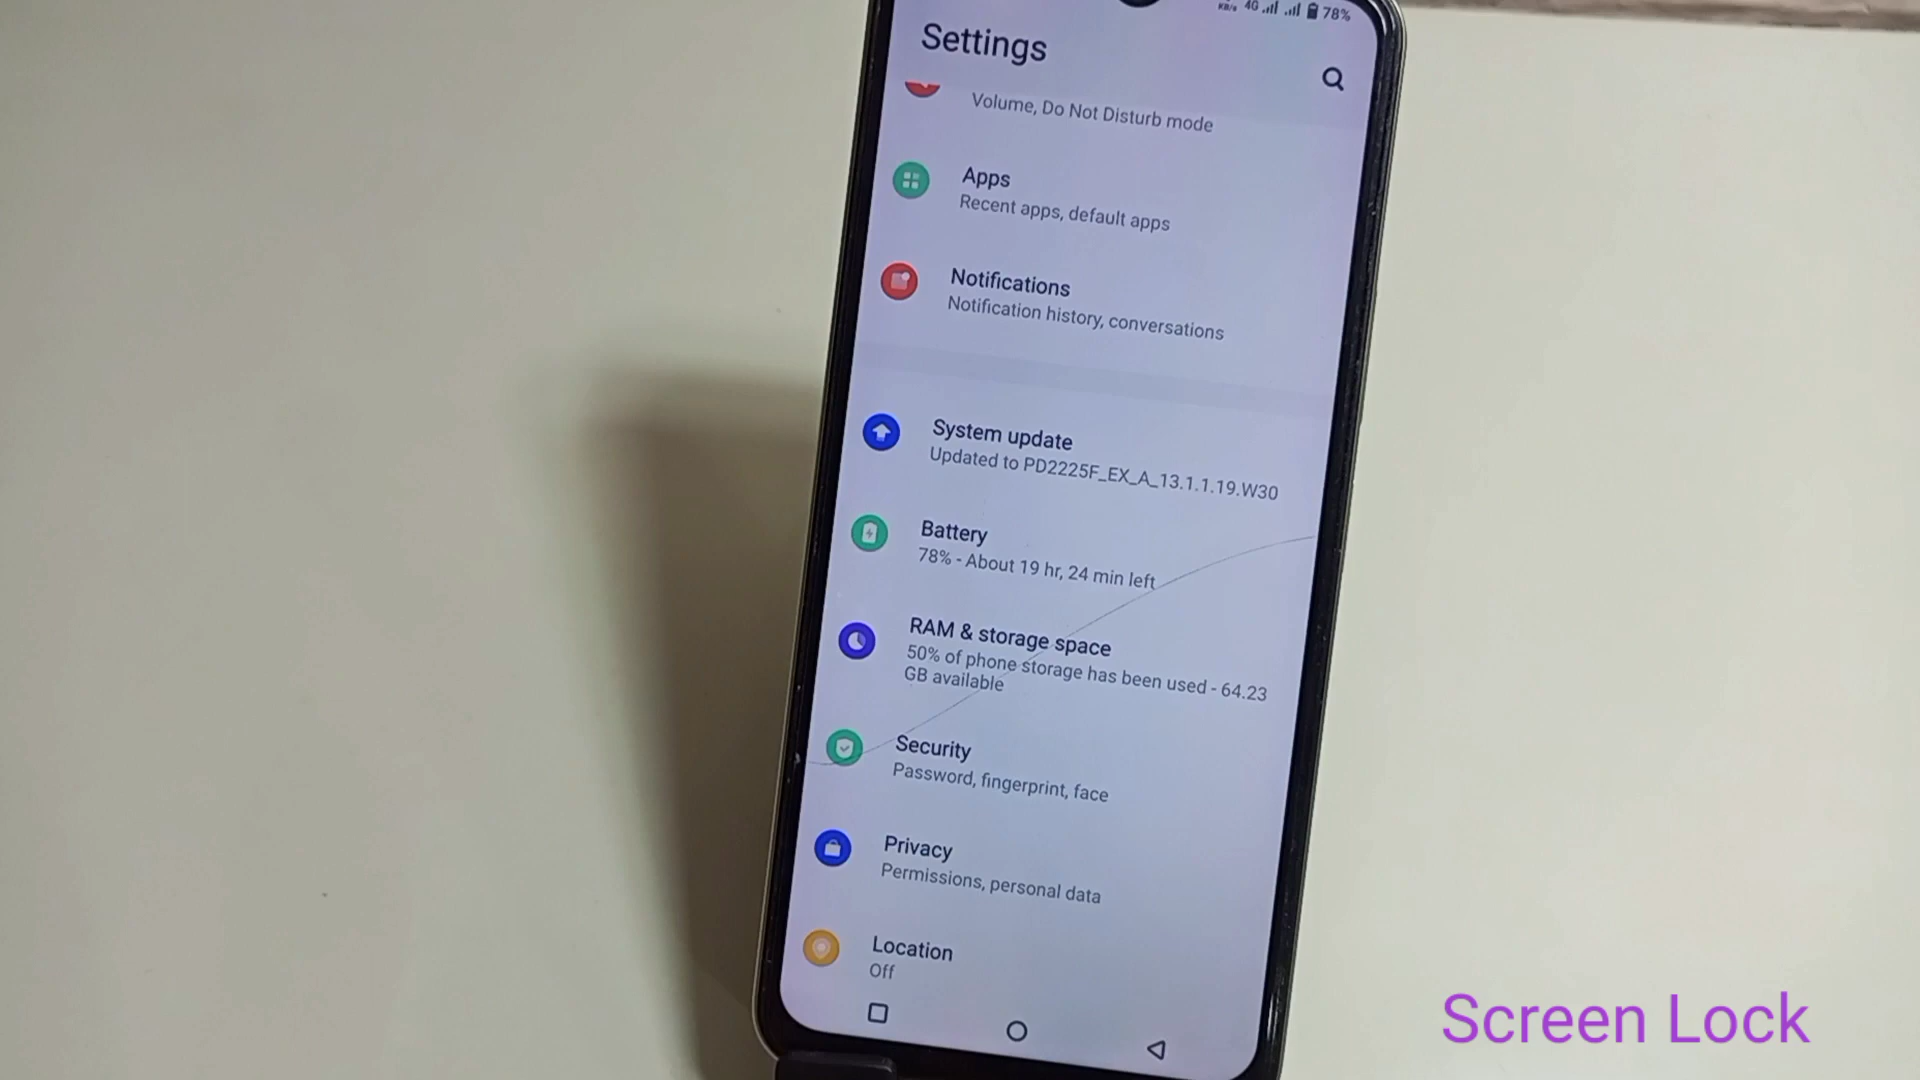 KB/s 4G 78%
Settings
Volume, Do Not Disturb mode
Apps
Recent apps, default apps
Notifications
Notification history, conversations
System update
Updated to PD2225F_EX_A_13.1.1.19.W30
Battery
78% - About 19 hr, 24 min left
RAM & storage space
50% of phone storage has been used - 64.23
GB available
Security
Password, fingerprint, face
Privacy
Permissions, personal data
Location
Off
Screen Lock